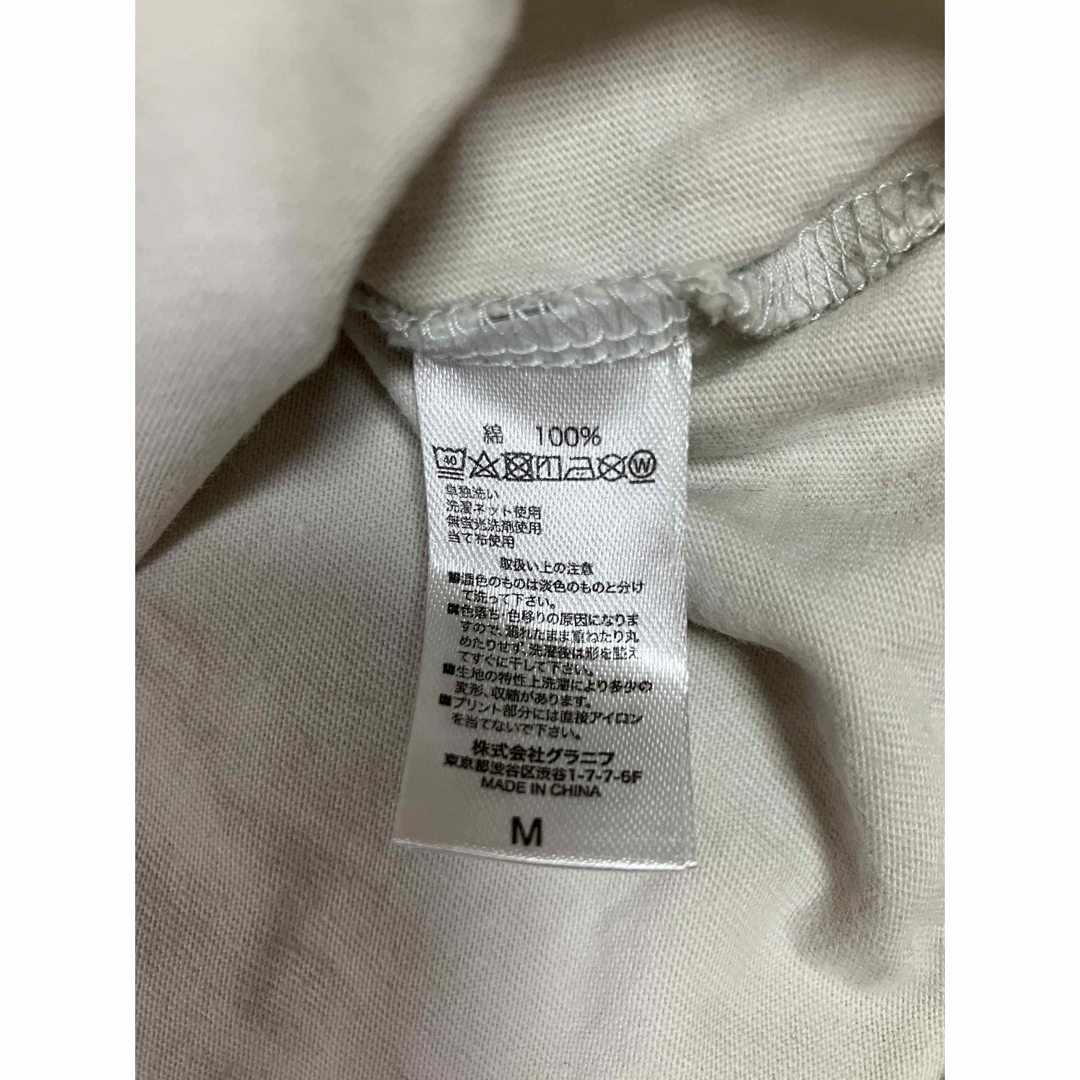 綿 100%
40 W
単独洗い
洗濯ネット使用
無蛍光洗剤使用
当て布使用
取扱い上の注意
濃色のものは淡色のものと分け
て洗って下さい。
色落ち・色移りの原因になりま
すので、濡れたまま重ねたり丸
めたりせず、洗濯後は形を整え
てすぐに干して下さい。
生地の特性上洗濯により多少の
変形、収縮があります。
プリント部分には直接アイロン
を当てないで下さい。
株式会社グラニフ
東京都渋谷区渋谷1-7-7-6F
MADE IN CHINA
M